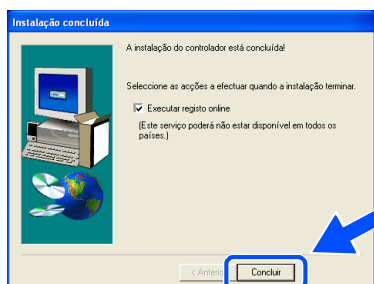 Instalação concluída
A instalação do controlador está concluída!
Seleccione as acções a efectuar quando a instalação terminar.
Executar registo online
(Este serviço poderá não estar disponível em todos os
países.)
< Anterior
Concluir